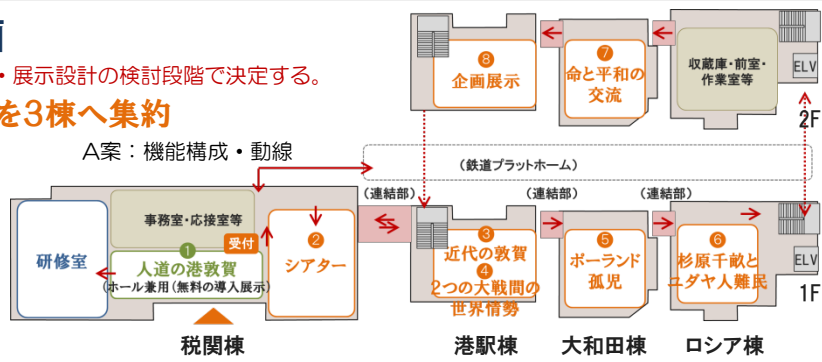 ・展示設計の検討段階で決定する。
を3棟へ集約
A案：機能構成・動線
❽
企画展示
❼
命と平和の
交流
収蔵庫・前室・
作業室等
ELV
2F
（鉄道プラットホーム）
（連結部）
（連結部）
（連結部）
研修室
事務室・応接室等
受付
❶
人道の港敦賀
（ホール兼用（無料の導入展示）
❷
シアター
❸
近代の敦賀
❹
2つの大戦間の
世界情勢
❺
ポーランド
孤児
❻
杉原千畝と
ユダヤ人難民
ELV
1F
税関棟
港駅棟
大和田棟
ロシア棟